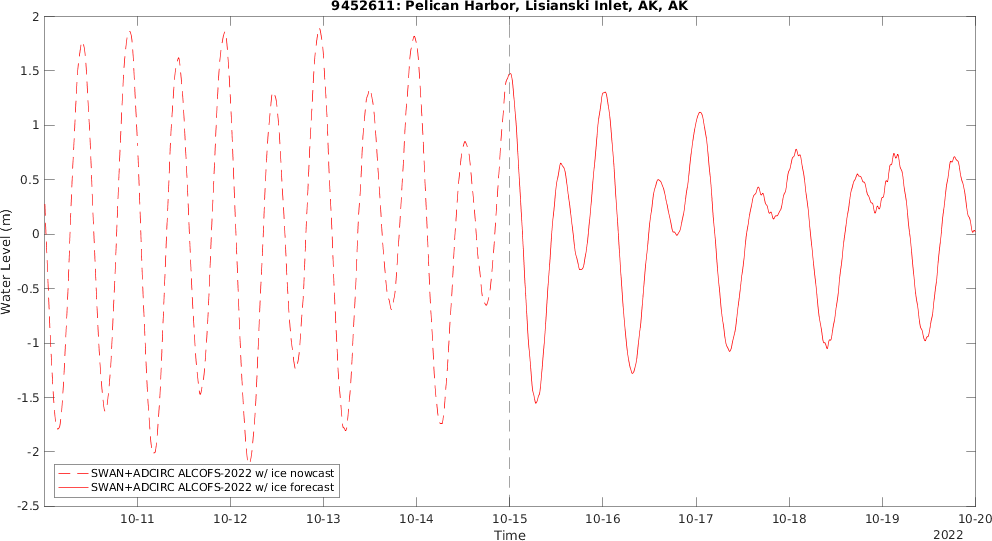 9452611: Pelican Harbor, Lisianski Inlet, AK, AK
2
1.5
1
0.5
0
-0.5
-1
-1.5
-2
-2.5
Water Level (m)
SWAN+ADCIRC ALCOFS-2022 w/ ice nowcast
SWAN+ADCIRC ALCOFS-2022 w/ ice forecast
10-11 10-12 10-13 10-14 10-15 10-16 10-17 10-18 10-19 10-20
Time 2022